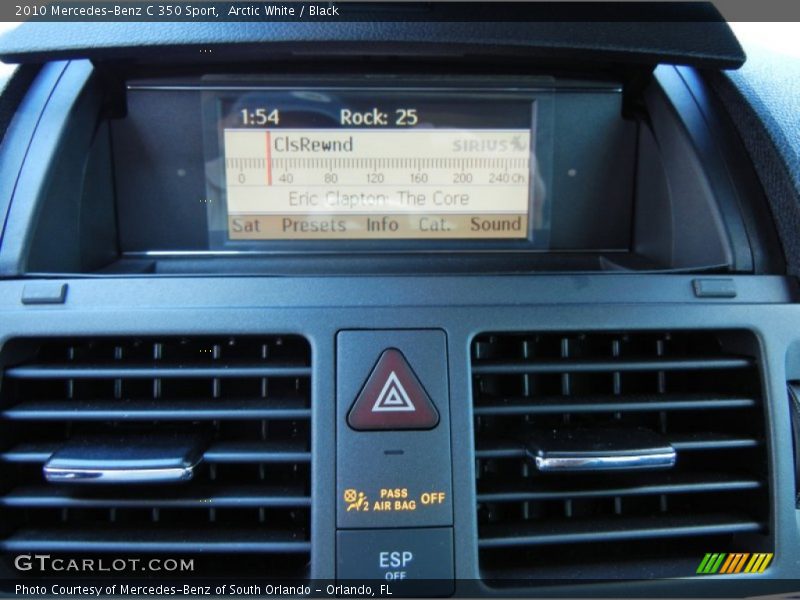 2010 Mercedes-Benz C 350 Sport, Arctic White / Black
1:54 Rock: 25
ClsRewnd SIRIUS
0 40 80 120 160 200 240 Ch.
Eric Clapton: The Core
Sat Presets Info Cat. Sound
PASS OFF
2 AIR BAG
ESP
OFF
GTCARLOT.COM
Photo Courtesy of Mercedes-Benz of South Orlando - Orlando, FL